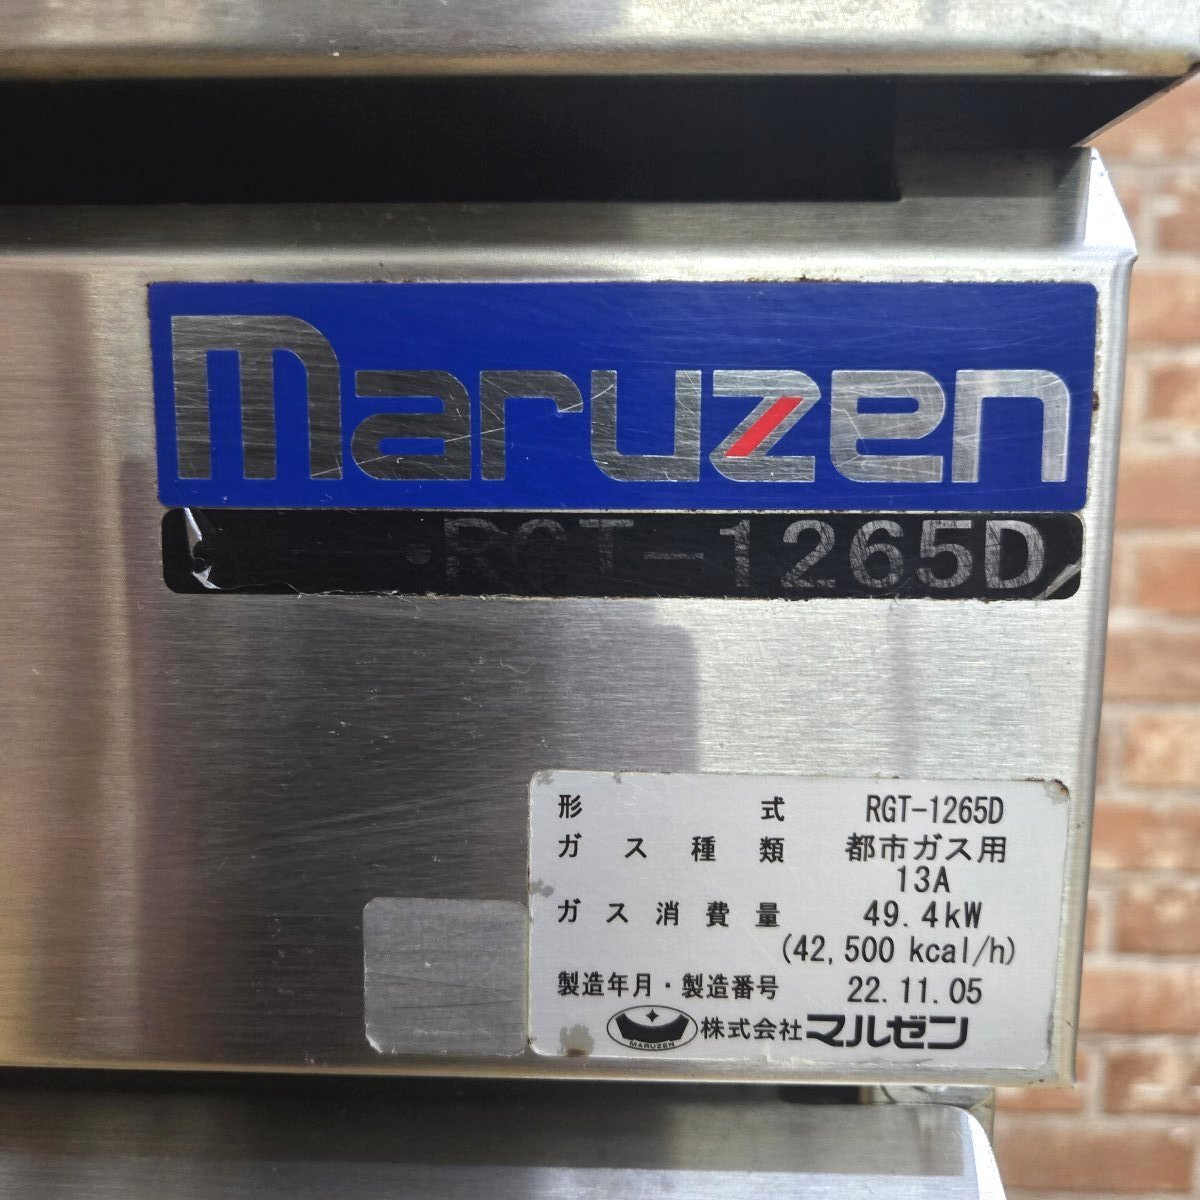 maruzen
RGT-1265D
形式 RGT-1265D
ガス種類 都市ガス用
13A
ガス消費量 49.4kW
(42,500 kcal/h)
製造年月・製造番号 22.11.05
MARUZEN 株式会社マルゼン